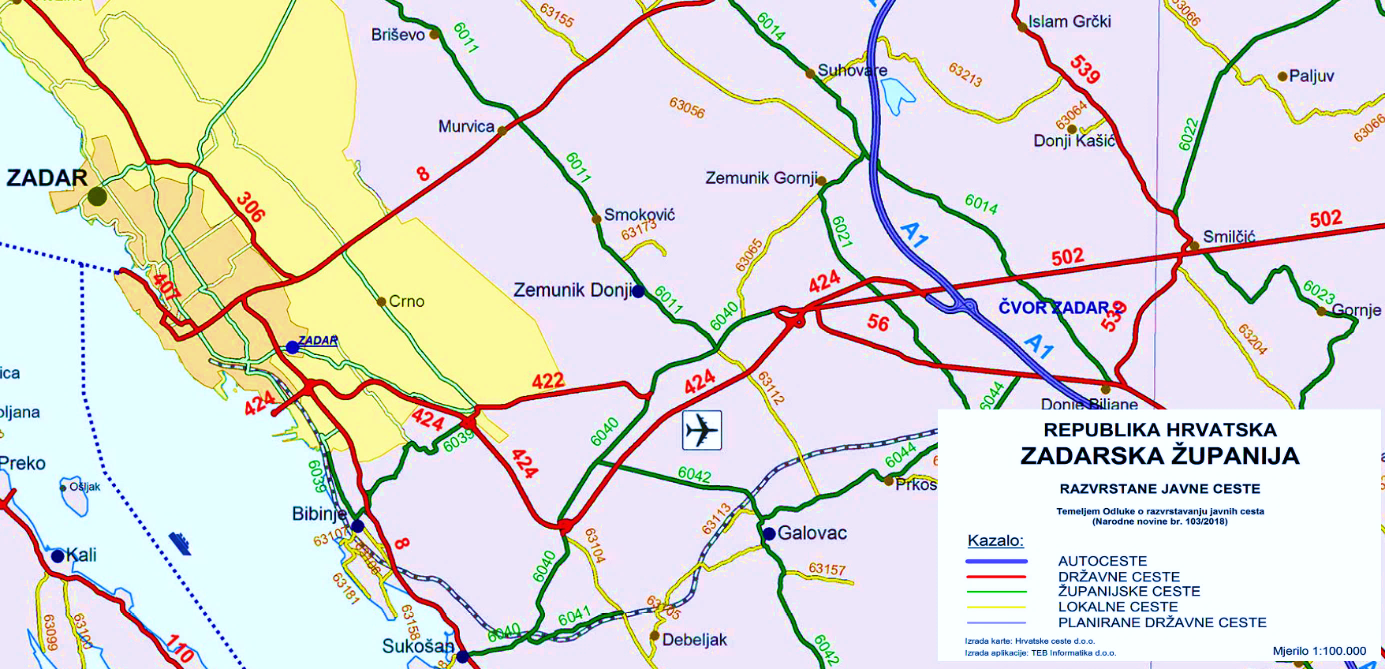 63155
63066
Islam Grčki
Briševo
6011
6014
Suhovare
63213
539
Paljuv
63056
63064
6022
63066
Murvica
Donji Kašić
8
6011
Zemunik Gornji
ZADAR
306
6014
Smoković
63173
6021
502
A1
Smilčić
63065
502
407
424
Zemunik Donji
6011
6023
Crno
6040
56
ČVOR ZADAR 2
539
Gornje
ZADAR
A1
63204
422
424
63112
6044
424
424
6039
6040
Donje Biljane
Preko
424
6042
6044
Ošljak
6039
Prkos
Bibinje
63107
63113
Galovac
Kali
8
63104
6040
63157
63181
63099
63158
6041
6040
Debeljak
Sukošan
110
6042
REPUBLIKA HRVATSKA
ZADARSKA ŽUPANIJA
RAZVRSTANE JAVNE CESTE
Temeljem Odluke o razvrstavanju javnih cesta
(Narodne novine br. 103/2018)
Kazalo:
AUTOCESTE
DRŽAVNE CESTE
ŽUPANIJSKE CESTE
LOKALNE CESTE
PLANIRANE DRŽAVNE CESTE
Izrada karte: Hrvatske ceste d.o.o.
Izrada aplikacije: TEB Informatika d.o.o.
Mjerilo 1:100.000